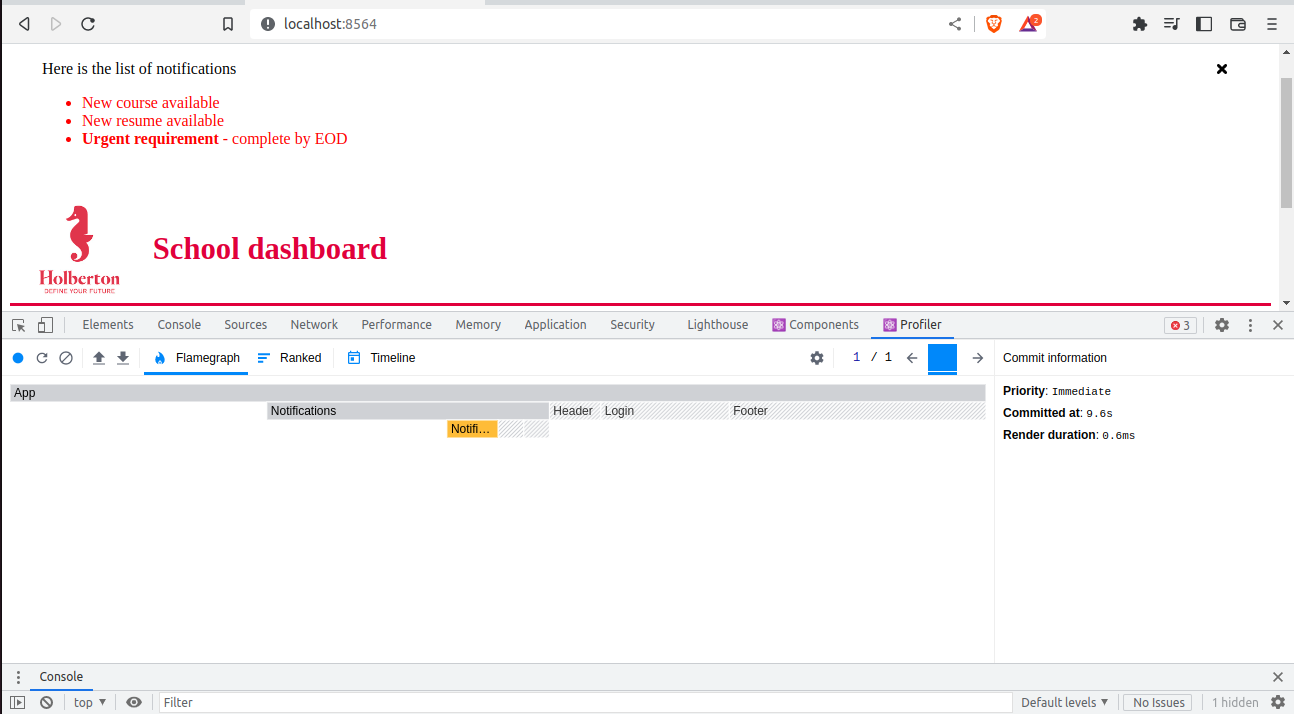 localhost:8564
2
Here is the list of notifications
New course available
New resume available
Urgent requirement - complete by EOD
Holberton
DEFINE YOUR FUTURE
School dashboard
Elements Console Sources Network Performance Memory Application Security Lighthouse Components Profiler 3
Flamegraph Ranked Timeline 1 / 1 Commit information
App
Priority: Immediate
Notifications Header Login Footer
Committed at: 9.6s
Notifi…
Render duration: 0.6ms
Console
top Filter Default levels No Issues 1 hidden